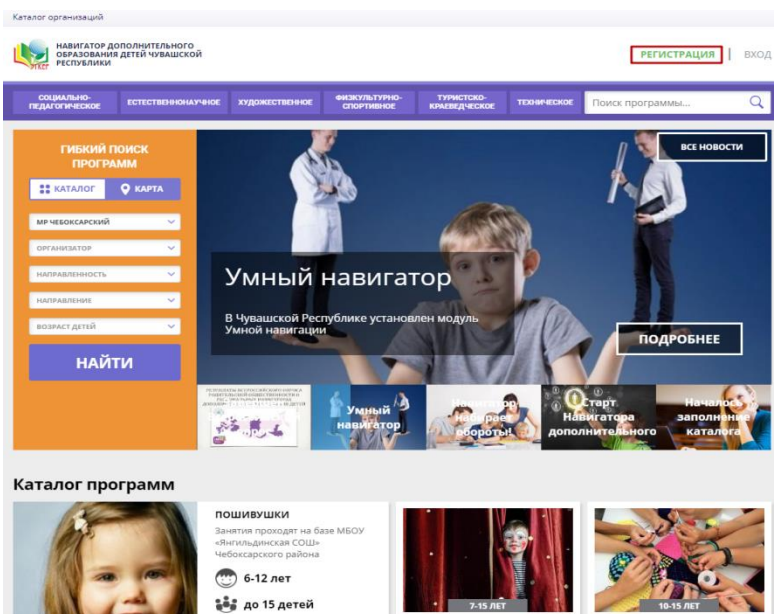 Каталог организаций
НАВИГАТОР ДОПОЛНИТЕЛЬНОГО
ОБРАЗОВАНИЯ ДЕТЕЙ ЧУВАШСКОЙ
РЕСПУБЛИКИ
ЭТКЕР
РЕГИСТРАЦИЯ
ВХОД
СОЦИАЛЬНО-
ПЕДАГОГИЧЕСКОЕ
ЕСТЕСТВЕННОНАУЧНОЕ
ХУДОЖЕСТВЕННОЕ
ФИЗКУЛЬТУРНО-
СПОРТИВНОЕ
ТУРИСТСКО-
КРАЕВЕДЧЕСКОЕ
ТЕХНИЧЕСКОЕ
Поиск программы...
ГИБКИЙ ПОИСК
ПРОГРАММ
КАТАЛОГ
КАРТА
МР ЧЕБОКСАРСКИЙ
ОРГАНИЗАТОР
НАПРАВЛЕННОСТЬ
НАПРАВЛЕНИЕ
ВОЗРАСТ ДЕТЕЙ
НАЙТИ
ВСЕ НОВОСТИ
Умный навигатор
В Чувашской Республике установлен модуль
Умной навигации
ПОДРОБНЕЕ
Умный
навигатор
Навигатор
набирает
обороты!
Старт
Навигатора
дополнительного
Началось
заполнение
каталога
Каталог программ
ПОШИВУШКИ
Занятия проходят на базе МБОУ
«Янгильдинская СОШ»
Чебоксарского района
6-12 лет
до 15 детей
7-15 ЛЕТ
10-15 ЛЕТ